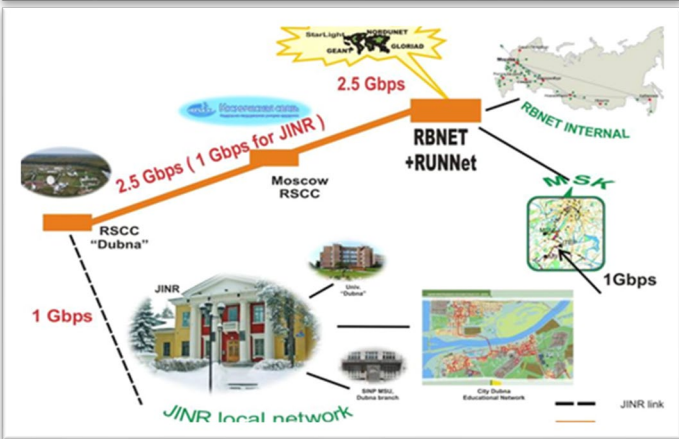 StarLight
NORDUNET
GEANT
GLORIAD
2.5 Gbps
Космическая связь
RBNET INTERNAL
RBNET
+RUNNet
2.5 Gbps ( 1 Gbps for JINR )
Moscow
RSCC
MSK
RSCC
"Dubna"
1Gbps
JINR
Univ.
"Dubna"
1 Gbps
SINP MSU,
Dubna branch
City Dubna
Educational Network
JINR local network
JINR link